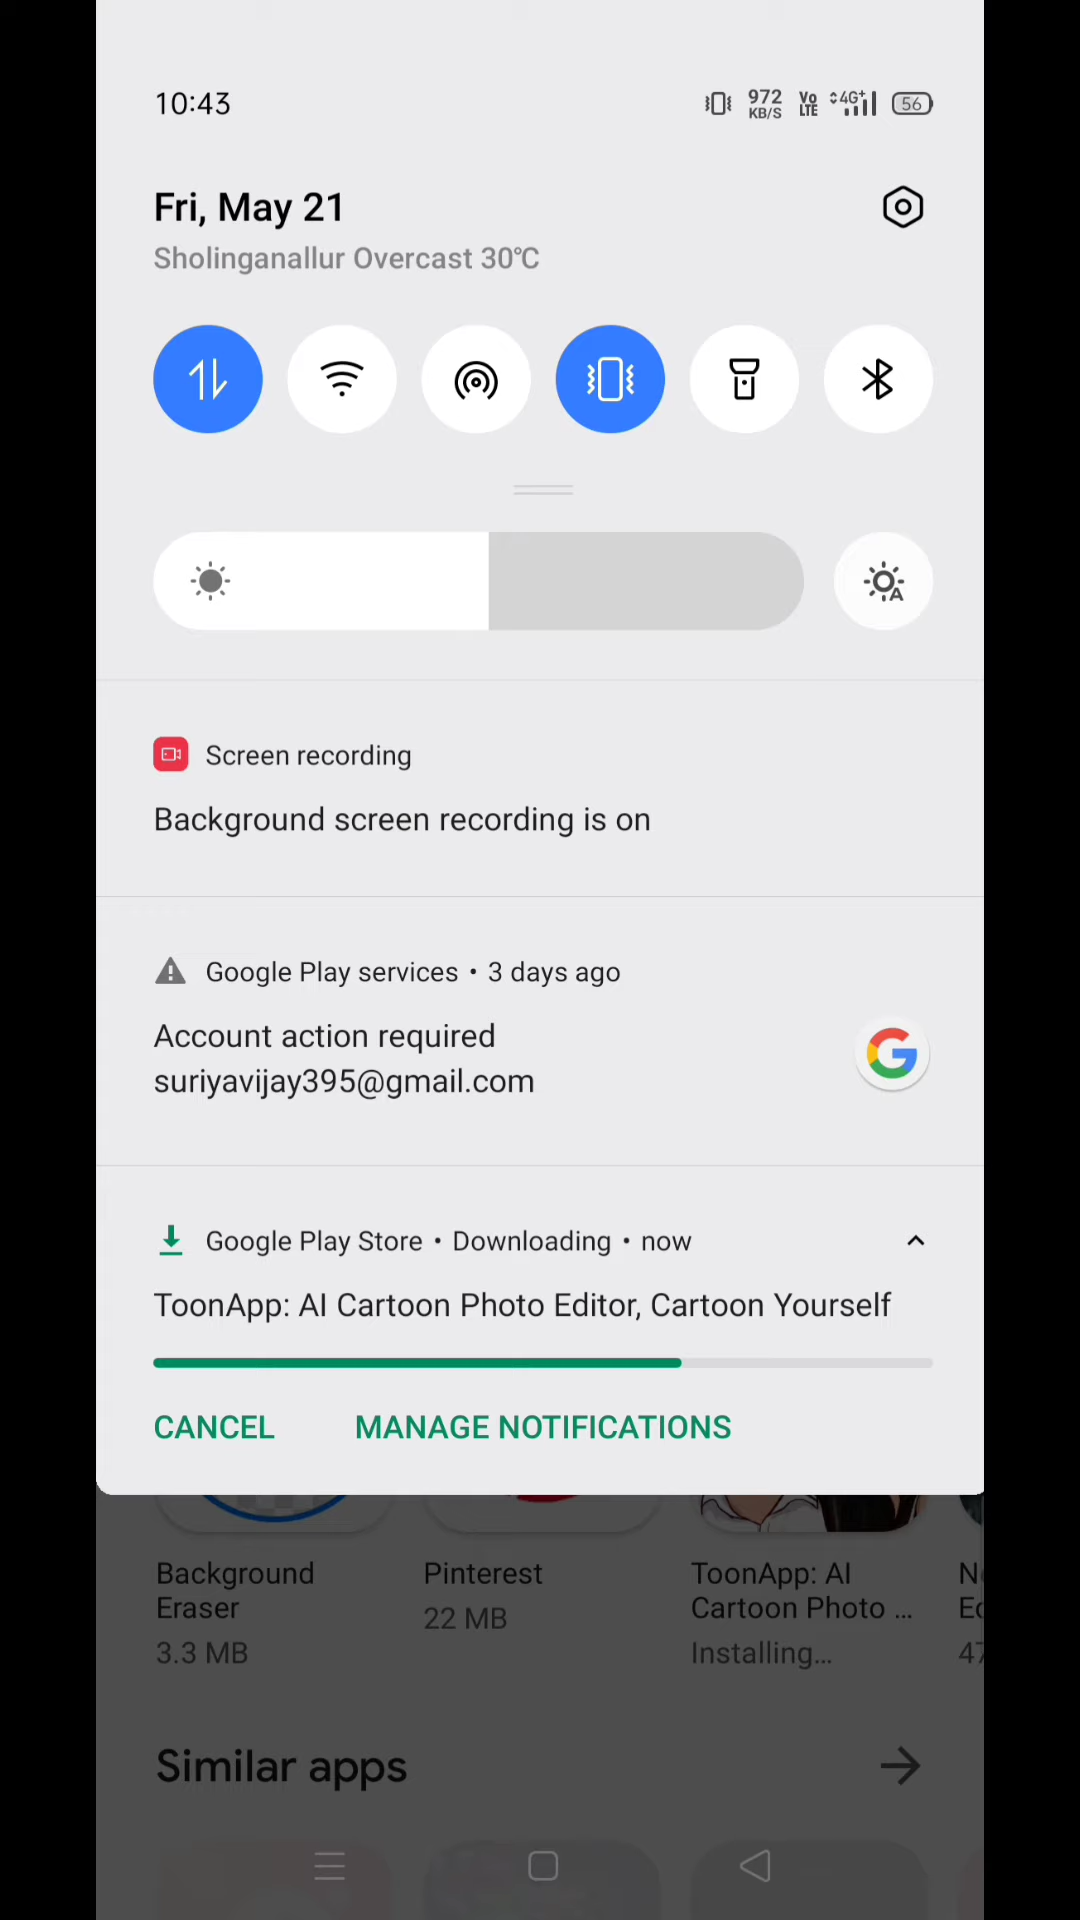 10:43
972
KB/S
Vo
LTE
4G+
56
Fri, May 21
Sholinganallur Overcast 30°C
A
Screen recording
Background screen recording is on
Google Play services • 3 days ago
Account action required
suriyavijay395@gmail.com
Google Play Store • Downloading • now
ToonApp: AI Cartoon Photo Editor, Cartoon Yourself
CANCEL MANAGE NOTIFICATIONS
Background
Eraser
3.3 MB
Pinterest
22 MB
ToonApp: AI
Cartoon Photo ...
Installing...
47
Similar apps